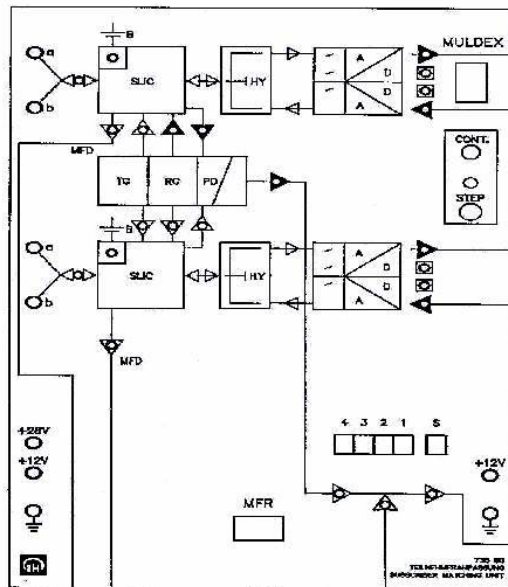 a
b
B
SLIC
HY
A
D
D
A
MULDEX
MFD
TG
RG
PD
CONT.
STEP
a
b
B
SLIC
HY
A
D
D
A
MFD
4 3 2 1 S
+28V
+12V
+12V
MFR
TEILNEHMERANPASSUNG
SUBSCRIBER MATCHING UNIT